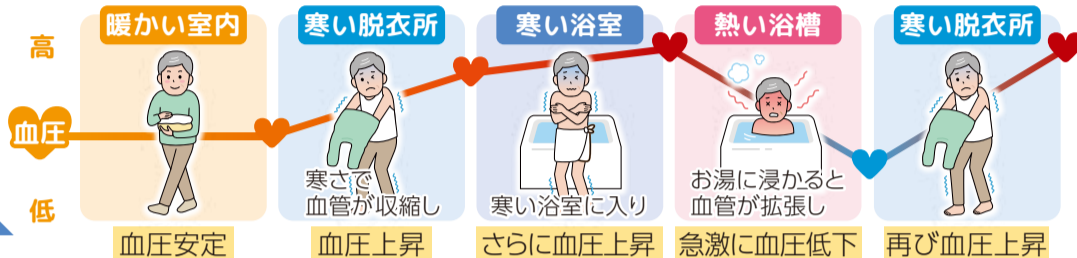 高
血圧
低
暖かい室内
血圧安定
寒い脱衣所
寒さで
血管が収縮し
血圧上昇
寒い浴室
寒い浴室に入り
さらに血圧上昇
熱い浴槽
お湯に浸かると
血管が拡張し
急激に血圧低下
寒い脱衣所
再び血圧上昇